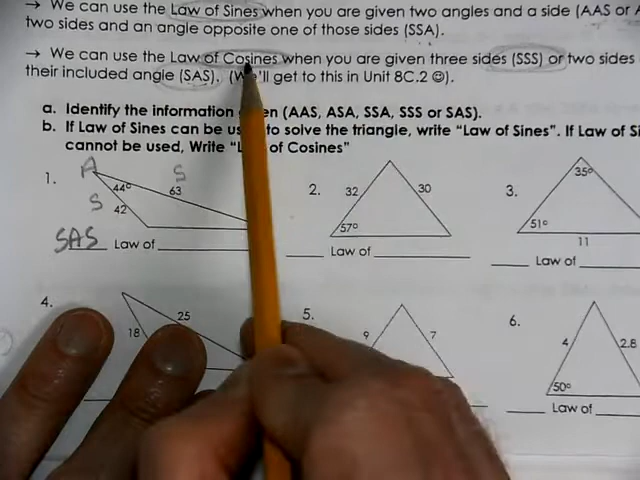 → We can use the Law of Sines when you are given two angles and a side (AAS or A
two sides and an angle opposite one of those sides (SSA).
→ We can use the Law of Cosines when you are given three sides (SSS) or two sides
their included angle (SAS). (We'll get to this in Unit 8C.2 ☺).
a. Identify the information en (AAS, ASA, SSA, SSS or SAS).
b. If Law of Sines can be us to solve the triangle, write "Law of Sines". If Law of Si
cannot be used, Write "L of Cosines"
1. A S 44° 63 S 42
SAS Law of
2. 32 30 57°
Law of
3. 35° 51° 11
Law of
4. 25 18
5. 9 7
6. 4 2.8 50°
Law of